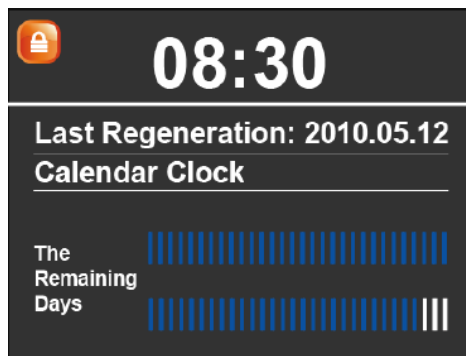 08:30
Last Regeneration: 2010.05.12
Calendar Clock
The
Remaining
Days